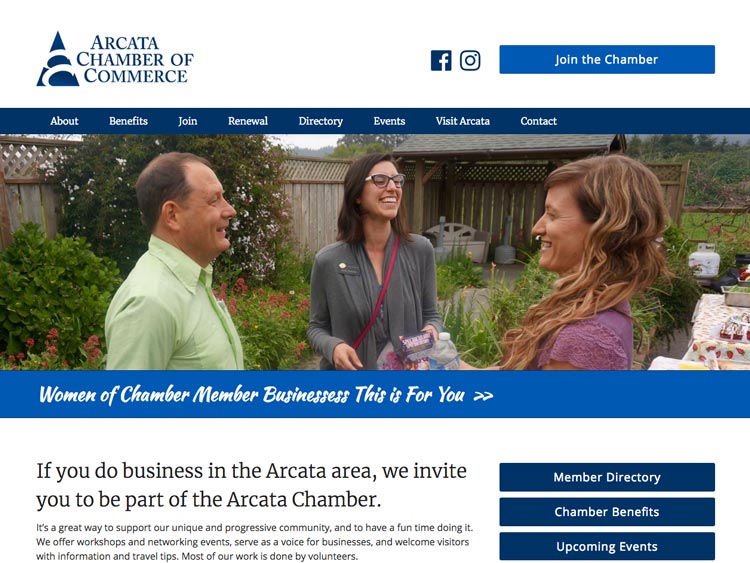 ARCATA
CHAMBER OF
COMMERCE
Join the Chamber
About Benefits Join Renewal Directory Events Visit Arcata Contact
Women of Chamber Member Businessess This is For You >>
If you do business in the Arcata area, we invite
you to be part of the Arcata Chamber.
It's a great way to support our unique and progressive community, and to have a fun time doing it.
We offer workshops and networking events, serve as a voice for businesses, and welcome visitors
with information and travel tips. Most of our work is done by volunteers.
Member Directory
Chamber Benefits
Upcoming Events